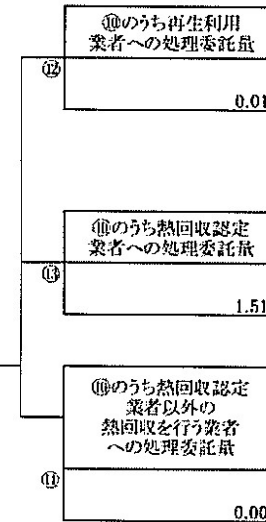 ⑩のうち再生利用
業者への処理委託量
⑫
0.01
⑩のうち熱回収認定
業者への処理委託量
⑬
1.51
⑩のうち熱回収認定
業者以外の
熱回収を行う業者
への処理委託量
⑪
0.00